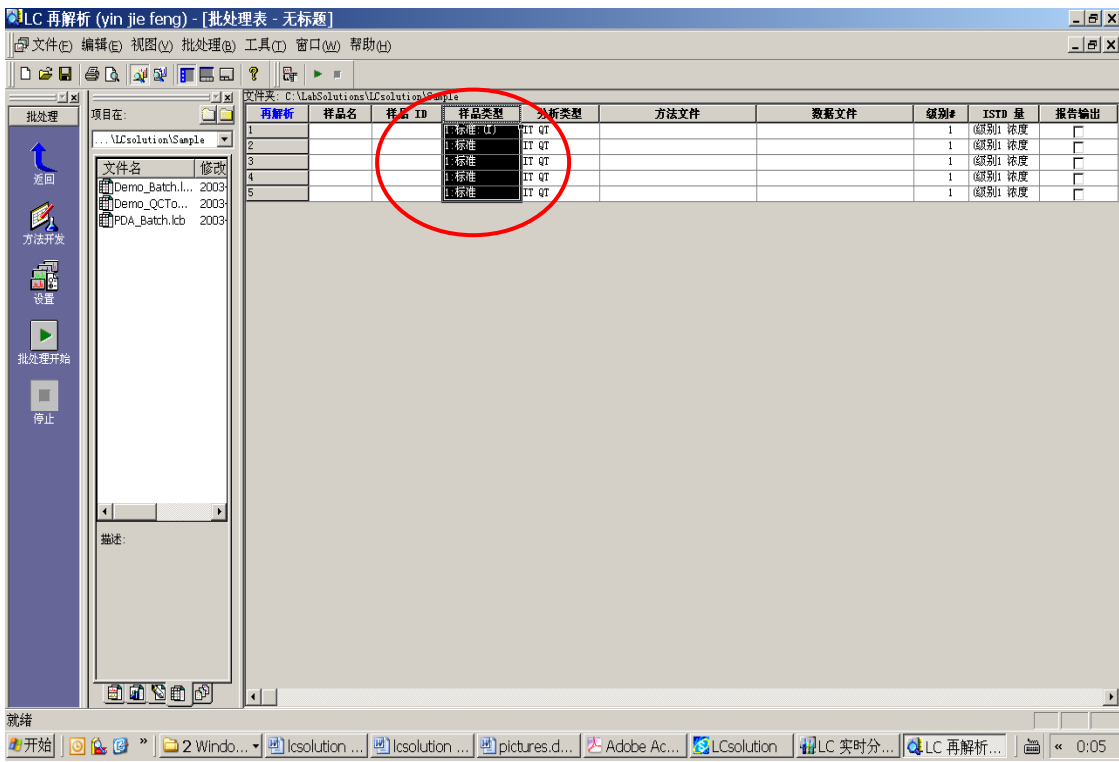 LC 再解析 (yin jie feng) - [批处理表 - 无标题]
文件(F) 编辑(E) 视图(V) 批处理(B) 工具(T) 窗口(W) 帮助(H)
文件夹: C:\LabSolutions\LCsolution\Sample
批处理
返回
方法开发
设置
批处理开始
停止
项目在:
...\LCsolution\Sample
文件名 修改
Demo_Batch.l... 2003-
Demo_QCTo... 2003-
PDA_Batch.lcb 2003-
描述:
再解析 样品名 样品 ID 样品类型 分析类型 方法文件 数据文件 级别# ISTD 量 报告输出
1 1:标准:(I) IT QT 1 (级别1 浓度
2 1:标准 IT QT 1 (级别1 浓度
3 1:标准 IT QT 1 (级别1 浓度
4 1:标准 IT QT 1 (级别1 浓度
5 1:标准 IT QT 1 (级别1 浓度
就绪
开始 » 2 Windo... lcsolution ... lcsolution ... pictures.d... Adobe Ac... LCsolution LC 实时分... LC 再解析... « 0:05